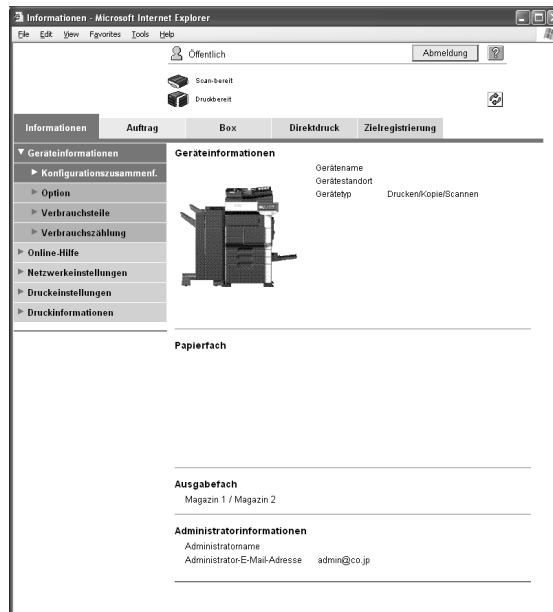 Informationen - Microsoft Internet Explorer
File Edit View Favorites Tools Help
Öffentlich
Abmeldung
?
Scan-bereit
Druckbereit
Informationen Auftrag Box Direktdruck Zielregistrierung
Geräteinformationen
Konfigurationszusammenf.
Option
Verbrauchsteile
Verbrauchszählung
Online-Hilfe
Netzwerkeinstellungen
Druckeinstellungen
Druckinformationen
Geräteinformationen
Gerätename
Gerätestandort
Gerätetyp Drucken/Kopie/Scannen
Papierfach
Ausgabefach
Magazin 1 / Magazin 2
Administratorinformationen
Administratorname
Administrator-E-Mail-Adresse admin@co.jp